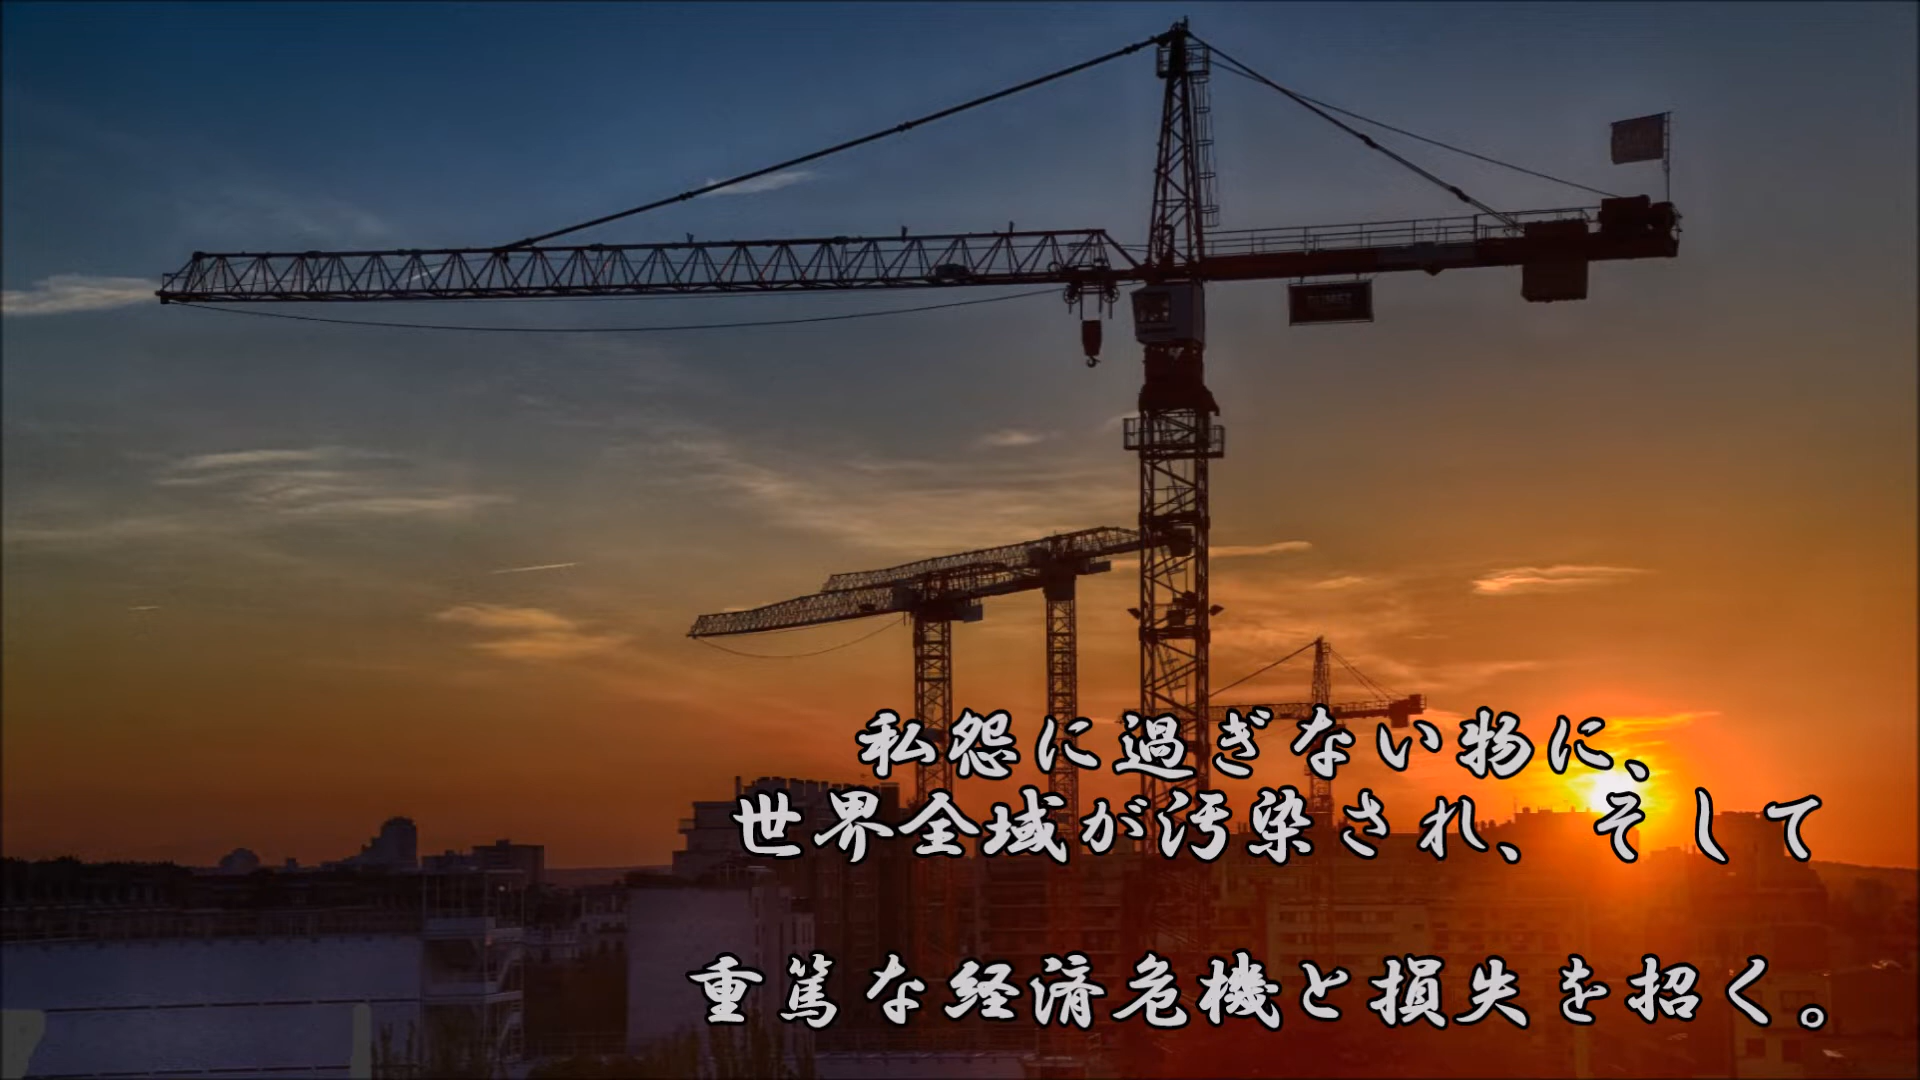 私怨に過ぎない物に、
世界全域が汚染され、そして
重篤な経済危機と損失を招く。